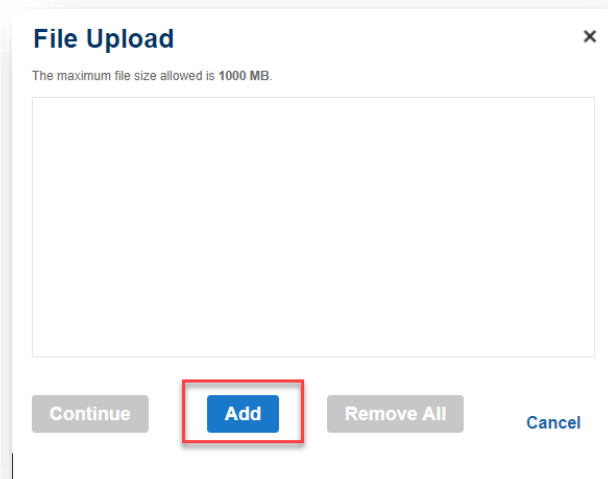 File Upload
×
The maximum file size allowed is 1000 MB.
Continue
Add
Remove All
Cancel